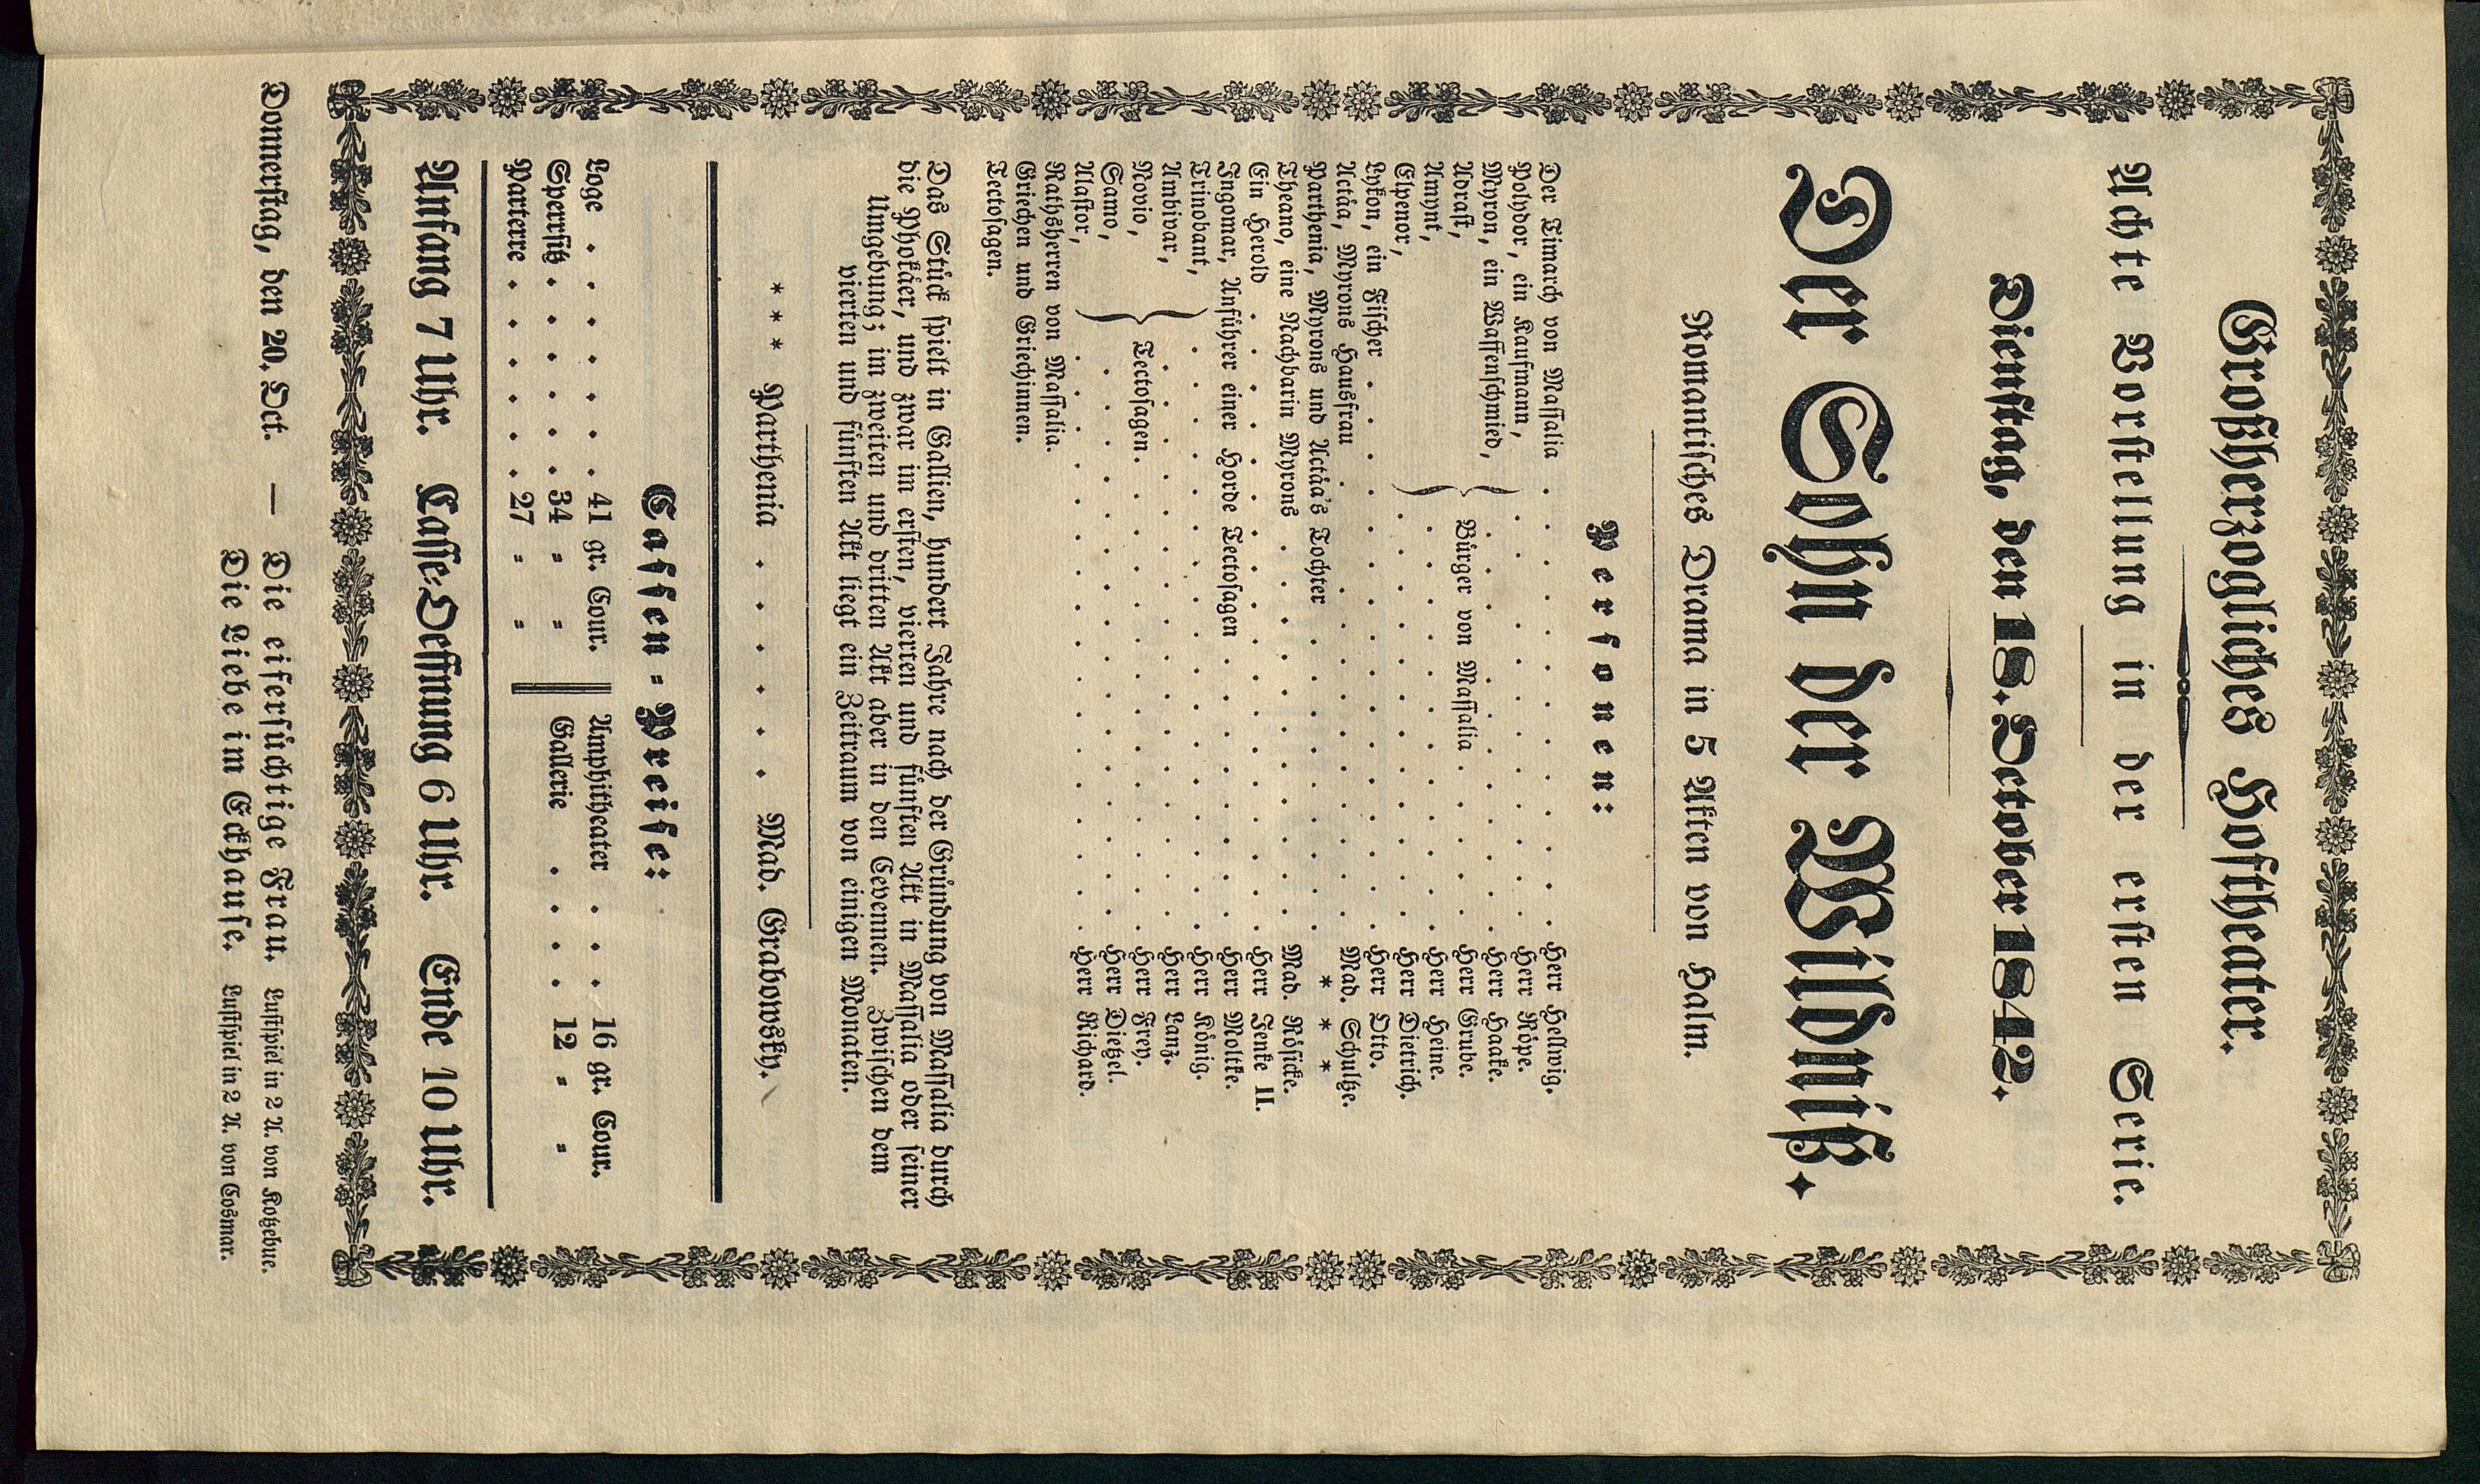 Großherzogliches Hoftheater.
Achte Vorstellung in der ersten Serie.
Dienstag, den 18. October 1842.
Der Sohn der Wildniß.
Romantisches Drama in 5 Akten von Halm.
Personen:
Der Timarch von Massalia . . . . . . . . . . . Herr Hellwig.
Polydor, ein Kaufmann, . . . . . . . . . . Herr Röpe.
Myron, ein Waffenschmied, . . . . . . . . . . Herr Haake.
Adrast, } Bürger von Massalia . . . Herr Grube.
Amynt, . . . . . . . . . . Herr Heine.
Elpenor, . . . . . . . . . . Herr Dietrich.
Lykon, ein Fischer . . . . . . . . . . . . Herr Otto.
Actäa, Myrons Hausfrau . . . . . . . . . . . Mad. Schultze.
Parthenia, Myrons und Actäa's Tochter . . . . . . . * * *
Theano, eine Nachbarin Myrons . . . . . . . . . Mad. Rösicke.
Ein Herold . . . . . . . . . . . . . Herr Jenke II.
Ingomar, Anführer einer Horde Tectosagen . . . . . . . Herr Moltke.
Trinobant, . . . . . . . . . . . . Herr König.
Ambivar, . . . . . . . . . . . . Herr Lanz.
Novio, } Tectosagen. . . . . . . . . . . Herr Frey.
Samo, . . . . . . . . . . . . Herr Dietzel.
Alastor, . . . . . . . . . . . . Herr Richard.
Rathsherren von Massalia.
Griechen und Griechinnen.
Tectosagen.
Das Stück spielt in Gallien, hundert Jahre nach der Gründung von Massalia durch
die Phokäer, und zwar im ersten, vierten und fünften Akt in Massalia oder seiner
Umgebung; im zweiten und dritten Akt aber in den Cevennen. Zwischen dem
vierten und fünften Akt liegt ein Zeitraum von einigen Monaten.
* * * Parthenia . . . . . . Mad. Grabowsky.
Cassen-Preise:
Loge . . . . . . . 41 gr. Cour. Amphitheater . . . 16 gr. Cour.
Sperrsitz . . . . . 34 " " Gallerie . . . . 12 " "
Parterre . . . . . 27 " "
Anfang 7 Uhr. Casse-Oeffnung 6 Uhr. Ende 10 Uhr.
Donnerstag, den 20. Oct. — Die eifersüchtige Frau. Lustspiel in 2 A. von Kotzebue.
Die Liebe im Eckhause. Lustspiel in 2 A. von Cosmar.